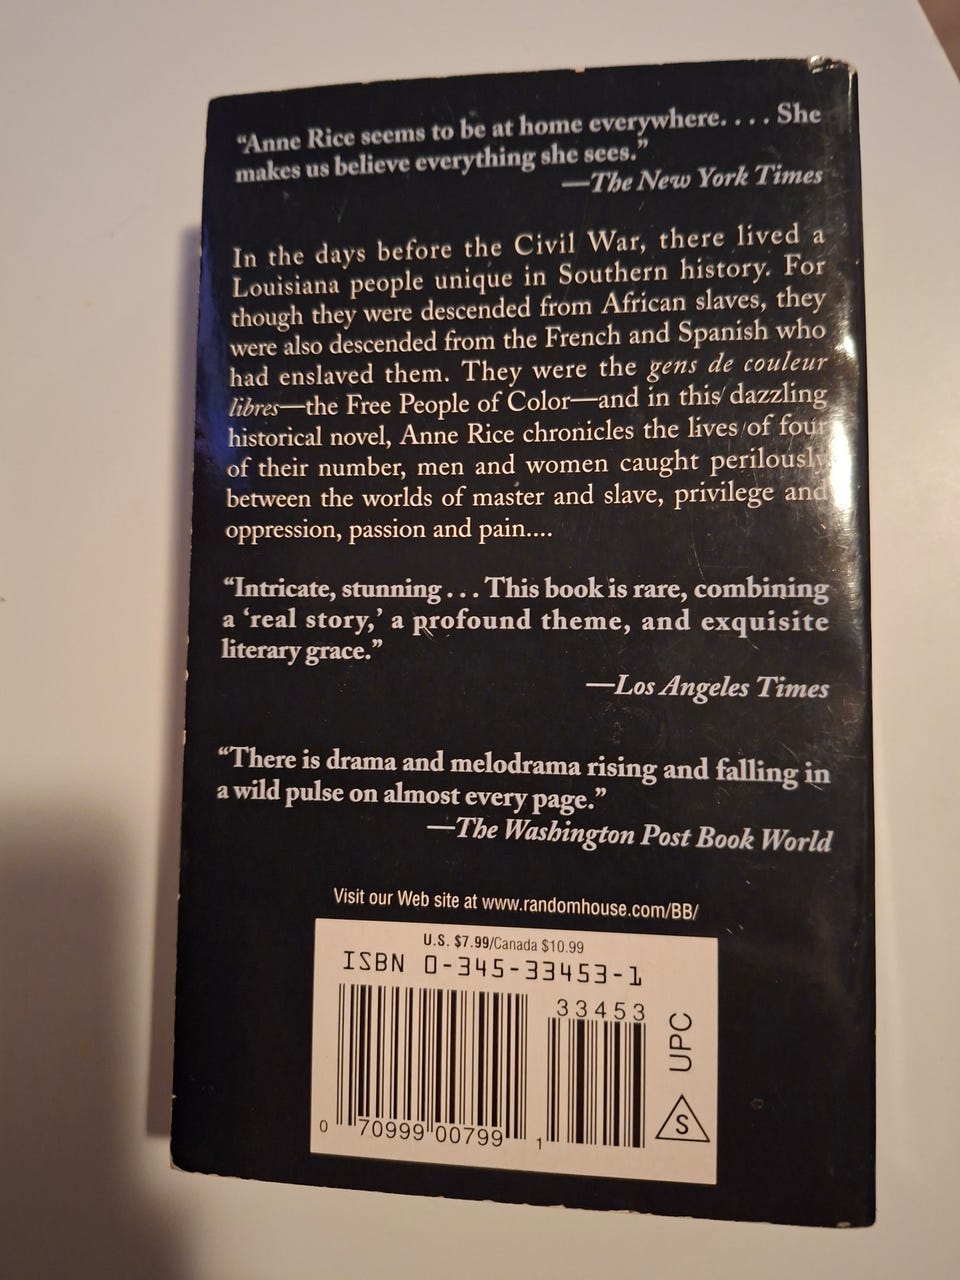 “Anne Rice seems to be at home everywhere. . . . She
makes us believe everything she sees.”
—The New York Times
In the days before the Civil War, there lived a
Louisiana people unique in Southern history. For
though they were descended from African slaves, they
were also descended from the French and Spanish who
had enslaved them. They were the gens de couleur
libres—the Free People of Color—and in this dazzling
historical novel, Anne Rice chronicles the lives of four
of their number, men and women caught perilously
between the worlds of master and slave, privilege and
oppression, passion and pain....
“Intricate, stunning . . . This book is rare, combining
a ‘real story,’ a profound theme, and exquisite
literary grace.”
—Los Angeles Times
“There is drama and melodrama rising and falling in
a wild pulse on almost every page.”
—The Washington Post Book World
Visit our Web site at www.randomhouse.com/BB/
U.S. $7.99/Canada $10.99
ISBN 0-345-33453-1
33453
UPC
S
0 70999 00799 1